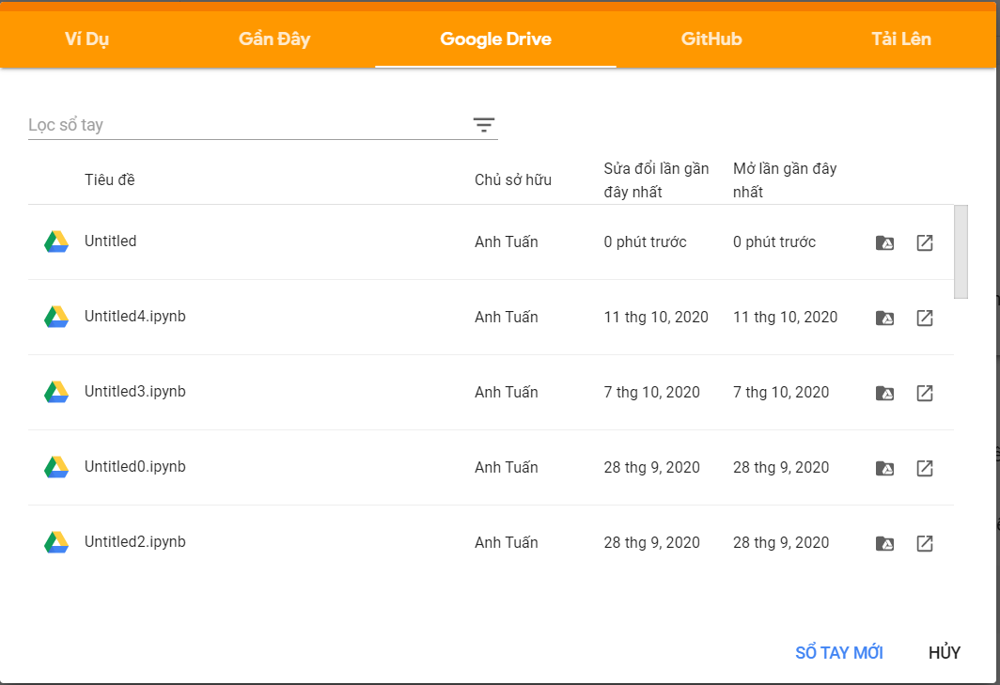 Ví Dụ Gần Đây Google Drive GitHub Tải Lên
Lọc sổ tay
Tiêu đề Chủ sở hữu Sửa đổi lần gần đây nhất Mở lần gần đây nhất
Untitled Anh Tuấn 0 phút trước 0 phút trước
Untitled4.ipynb Anh Tuấn 11 thg 10, 2020 11 thg 10, 2020
Untitled3.ipynb Anh Tuấn 7 thg 10, 2020 7 thg 10, 2020
Untitled0.ipynb Anh Tuấn 28 thg 9, 2020 28 thg 9, 2020
Untitled2.ipynb Anh Tuấn 28 thg 9, 2020 28 thg 9, 2020
SỔ TAY MỚI HỦY